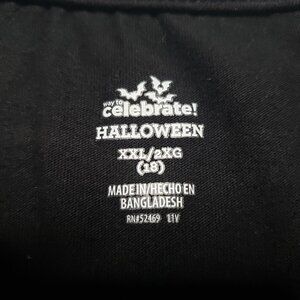 way to
celebrate!
HALLOWEEN
XXL/2XG
(18)
MADE IN/HECHO EN
BANGLADESH
RN#52469 11V